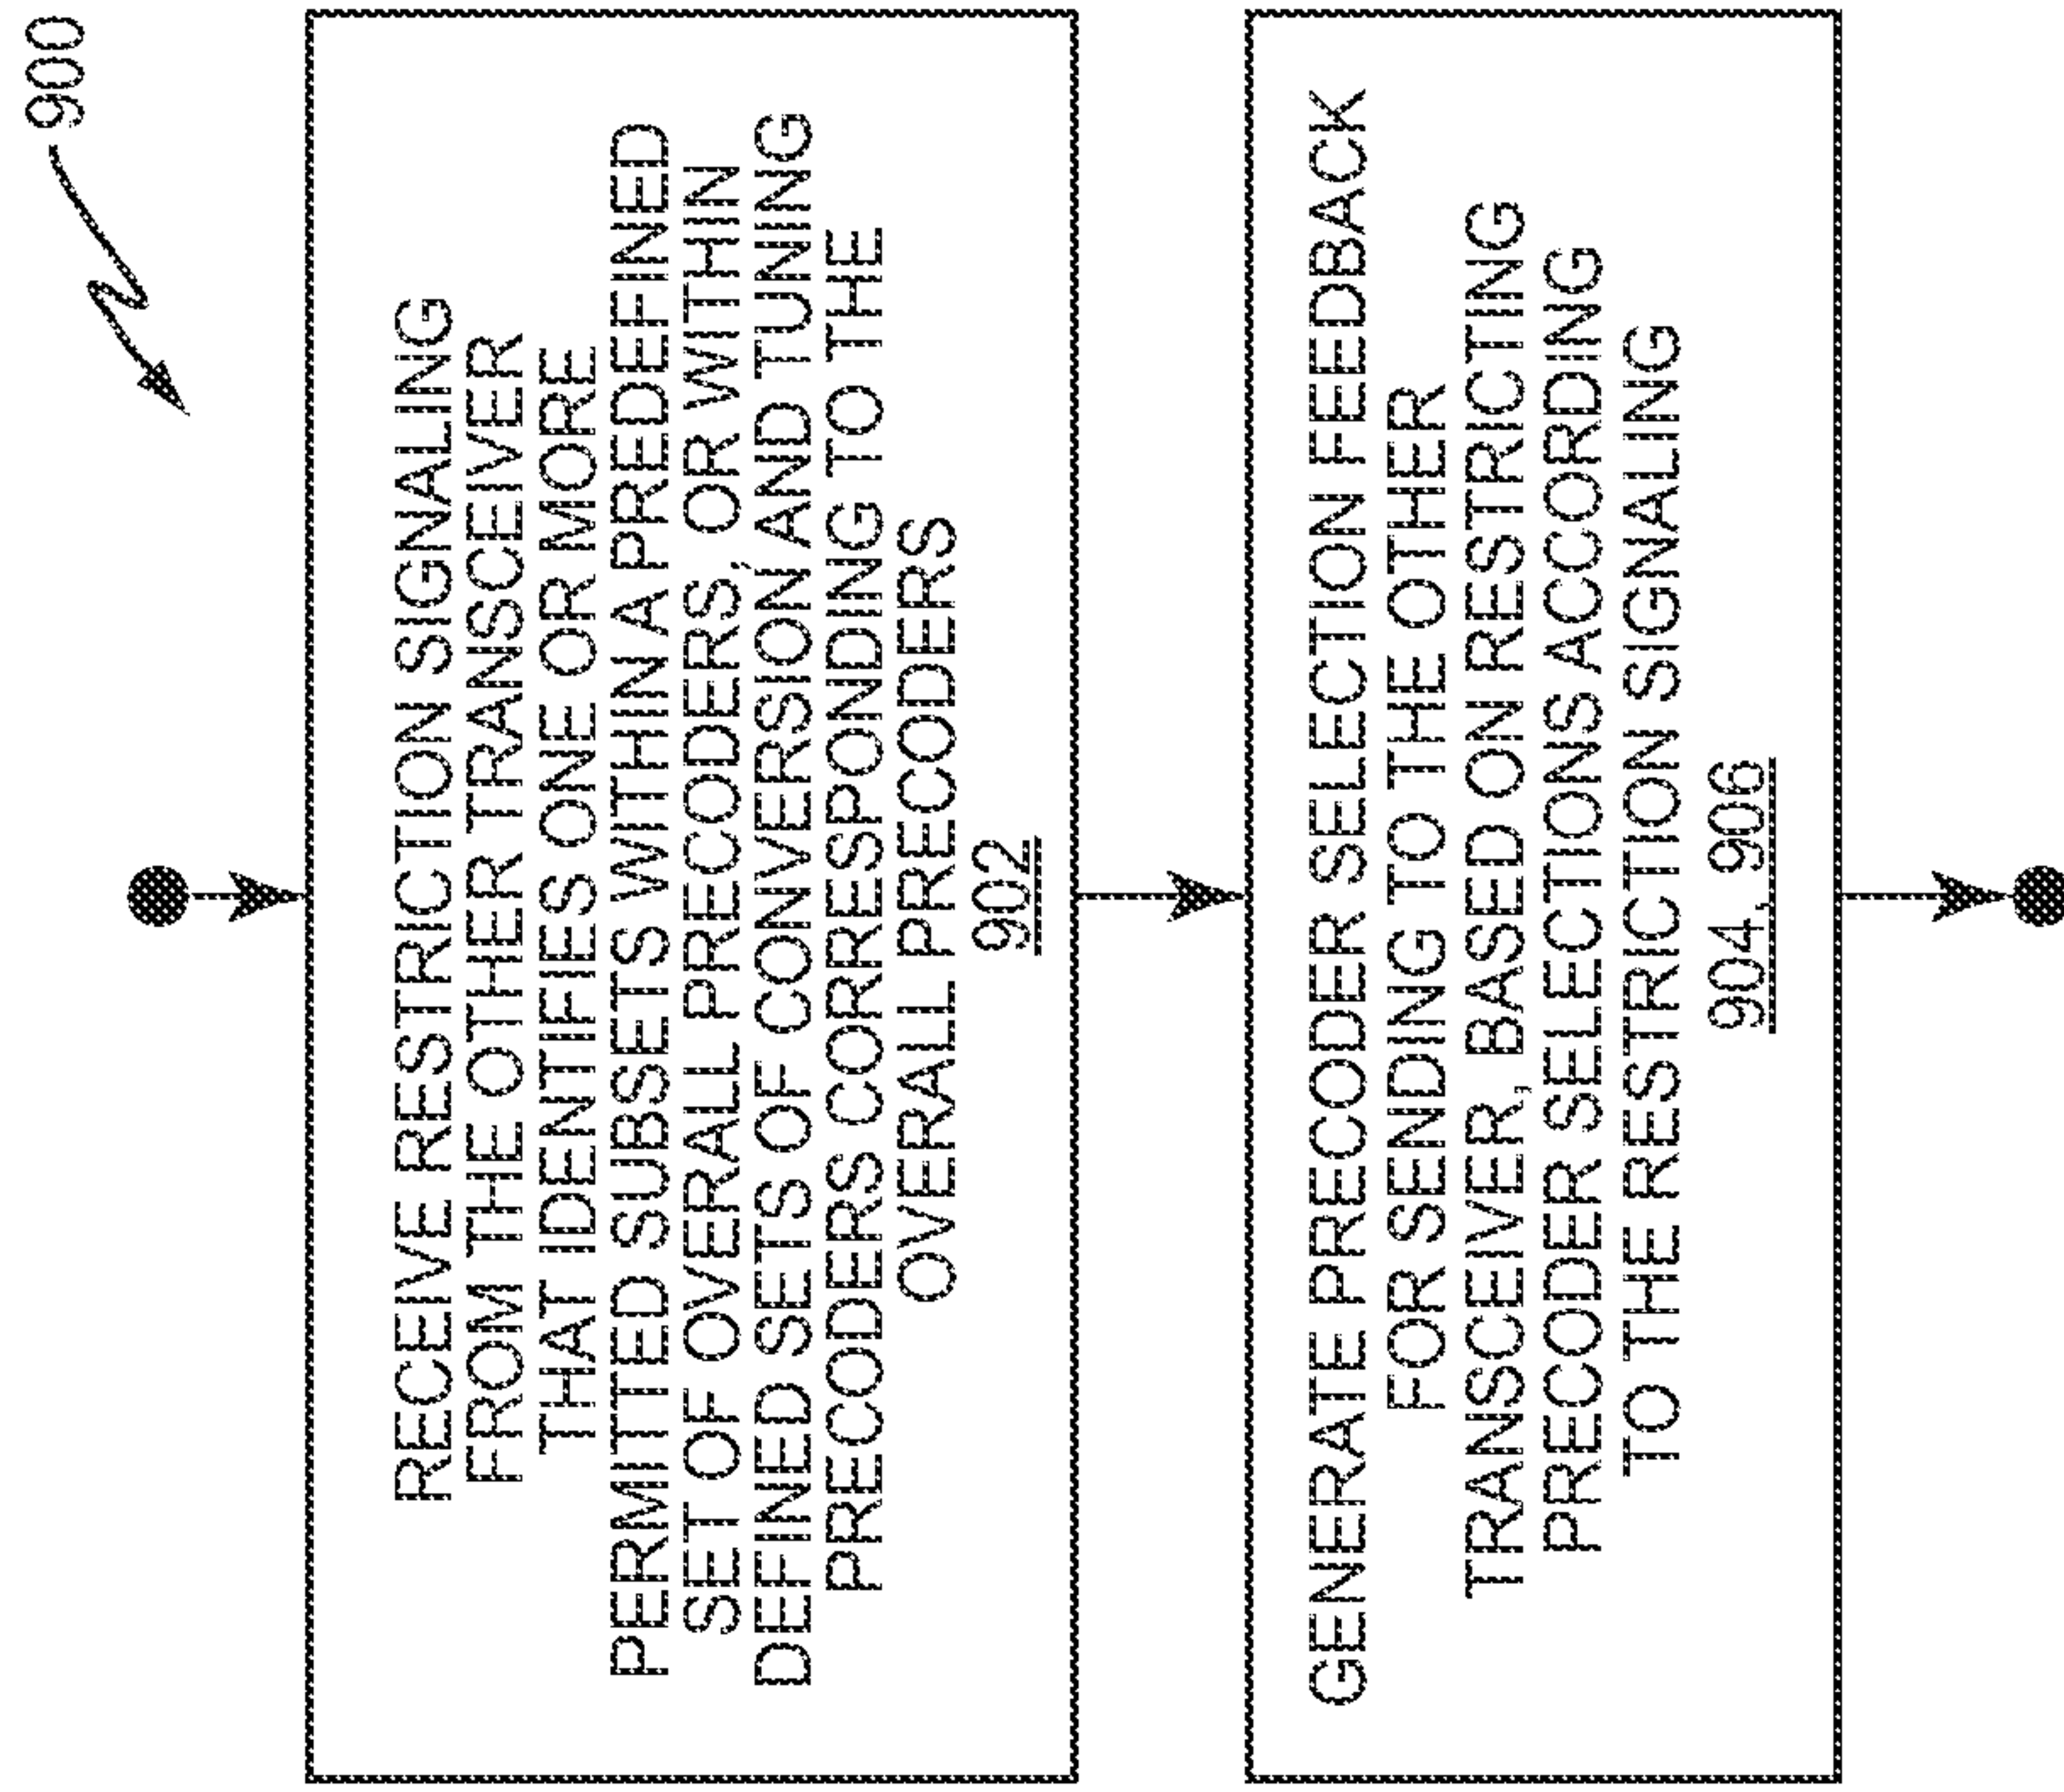 900
RECEIVE RESTRICTION SIGNALING
FROM THE OTHER TRANSCEIVER
THAT IDENTIFIES ONE OR MORE
PERMITTED SUBSETS WITHIN A PREDEFINED
SET OF OVERALL PRECODERS, OR WITHIN
DEFINED SETS OF CONVERSION, AND TUNING
PRECODERS CORRESPONDING TO THE
OVERALL PRECODERS
902
GENERATE PRECODER SELECTION FEEDBACK
FOR SENDING TO THE OTHER
TRANSCEIVER, BASED ON RESTRICTING
PRECODER SELECTIONS ACCORDING
TO THE RESTRICTION SIGNALING
904, 906